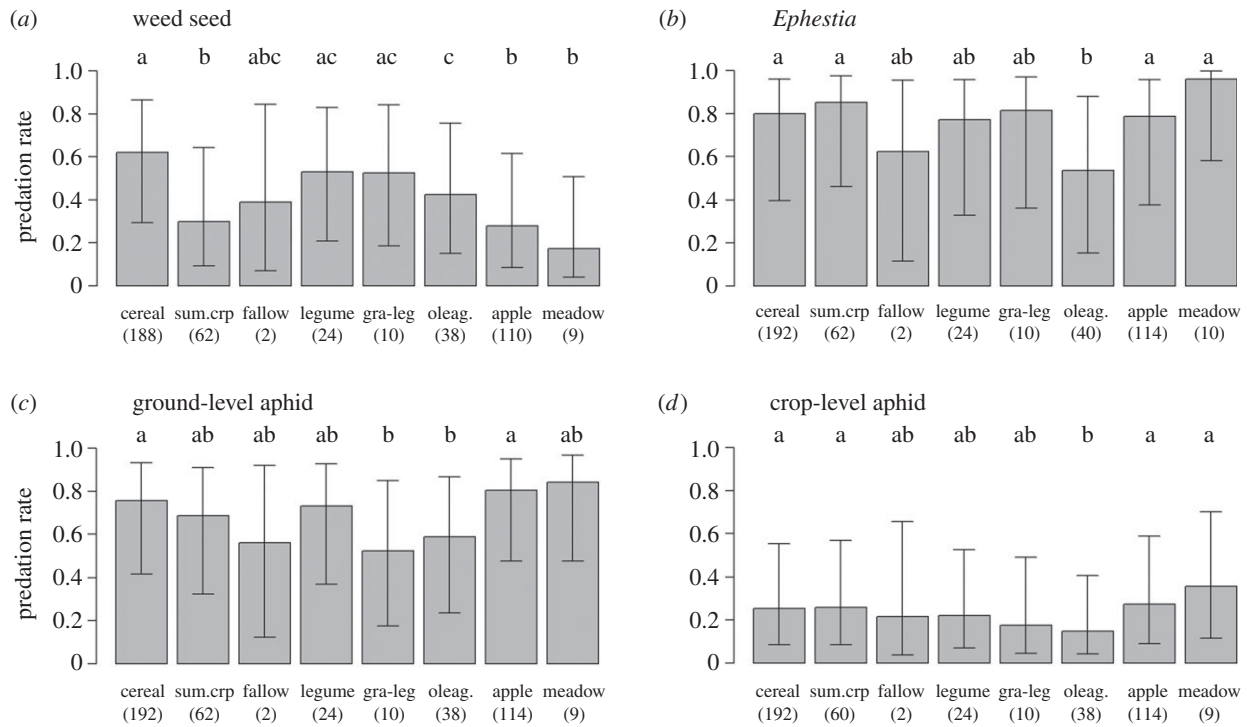 (a) weed seed
a b abc ac ac c b b
predation rate
1.0
0.8
0.6
0.4
0.2
0
cereal sum.crp fallow legume gra-leg oleag. apple meadow
(188) (62) (2) (24) (10) (38) (110) (9)
(b) Ephestia
a a ab ab ab b a a
1.0
0.8
0.6
0.4
0.2
0
cereal sum.crp fallow legume gra-leg oleag. apple meadow
(192) (62) (2) (24) (10) (40) (114) (10)
(c) ground-level aphid
a ab ab ab b b a ab
predation rate
1.0
0.8
0.6
0.4
0.2
0
cereal sum.crp fallow legume gra-leg oleag. apple meadow
(192) (62) (2) (24) (10) (38) (114) (9)
(d) crop-level aphid
a a ab ab ab b a a
1.0
0.8
0.6
0.4
0.2
0
cereal sum.crp fallow legume gra-leg oleag. apple meadow
(192) (60) (2) (24) (10) (38) (114) (9)